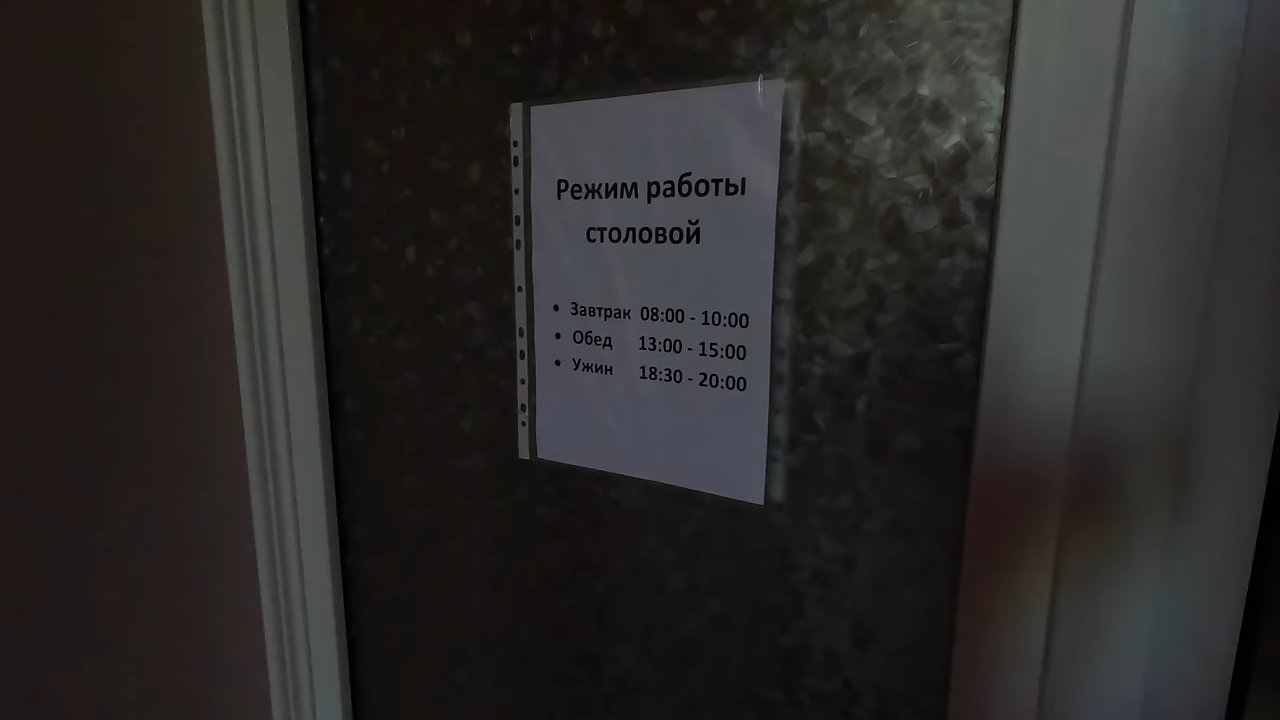 Режим работы
столовой
• Завтрак 08:00 - 10:00
• Обед 13:00 - 15:00
• Ужин 18:30 - 20:00